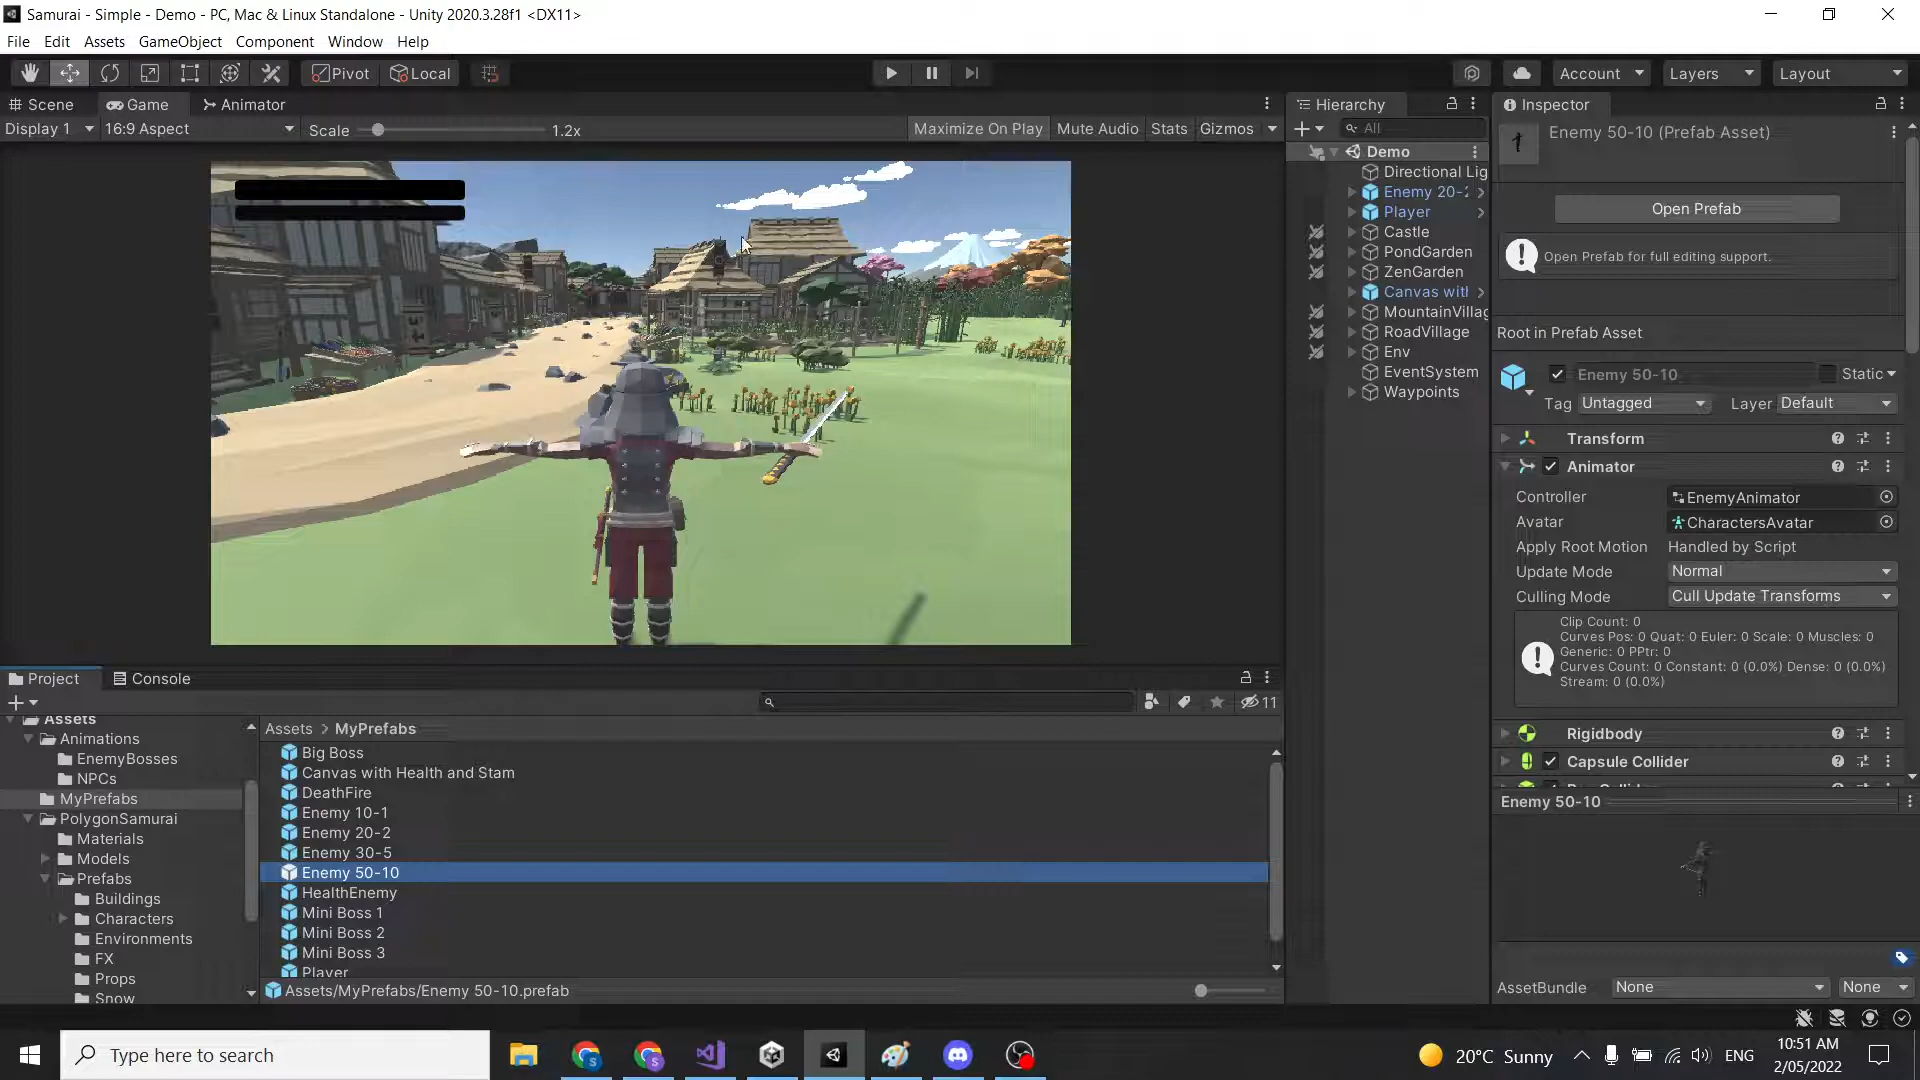 Samurai - Simple - Demo - PC, Mac & Linux Standalone - Unity 2020.3.28f1 <DX11>
File Edit Assets GameObject Component Window Help
Pivot Local Account Layers Layout
Scene Game Animator
Display 1 16:9 Aspect Scale 1.2x Maximize On Play Mute Audio Stats Gizmos
Hierarchy
All
Demo
Directional Lig
Enemy 20-2
Player
Castle
PondGarden
ZenGarden
Canvas with
MountainVillag
RoadVillage
Env
EventSystem
Waypoints
Inspector
Enemy 50-10 (Prefab Asset)
Open Prefab
Open Prefab for full editing support.
Root in Prefab Asset
Enemy 50-10 Static
Tag Untagged Layer Default
Transform
Animator
Controller EnemyAnimator
Avatar CharactersAvatar
Apply Root Motion Handled by Script
Update Mode Normal
Culling Mode Cull Update Transforms
Clip Count: 0
Curves Pos: 0 Quat: 0 Euler: 0 Scale: 0 Muscles: 0
Generic: 0 PPtr: 0
Curves Count: 0 Constant: 0 (0.0%) Dense: 0 (0.0%)
Stream: 0 (0.0%)
Rigidbody
Capsule Collider
Enemy 50-10
AssetBundle None None
Project Console
11
Assets
Animations
EnemyBosses
NPCs
MyPrefabs
PolygonSamurai
Materials
Models
Prefabs
Buildings
Characters
Environments
FX
Props
Snow
Assets > MyPrefabs
Big Boss
Canvas with Health and Stam
DeathFire
Enemy 10-1
Enemy 20-2
Enemy 30-5
Enemy 50-10
HealthEnemy
Mini Boss 1
Mini Boss 2
Mini Boss 3
Player
Assets/MyPrefabs/Enemy 50-10.prefab
Type here to search
20°C Sunny
ENG
10:51 AM
2/05/2022